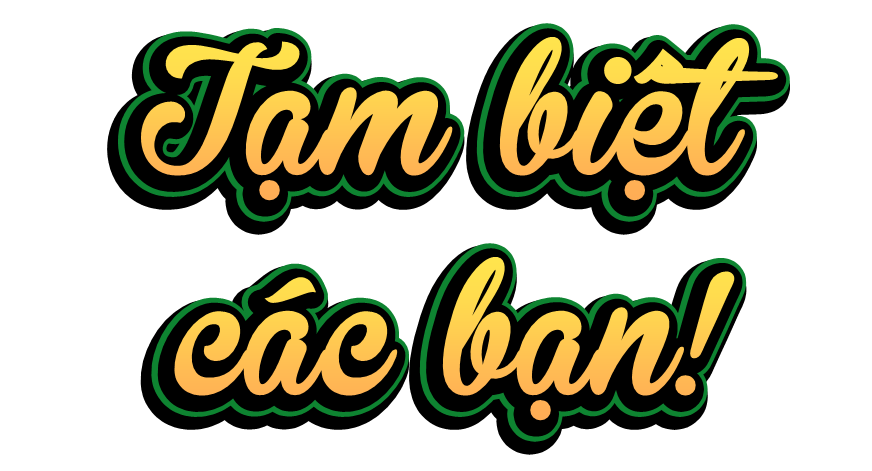 Tạm biệt
các bạn!